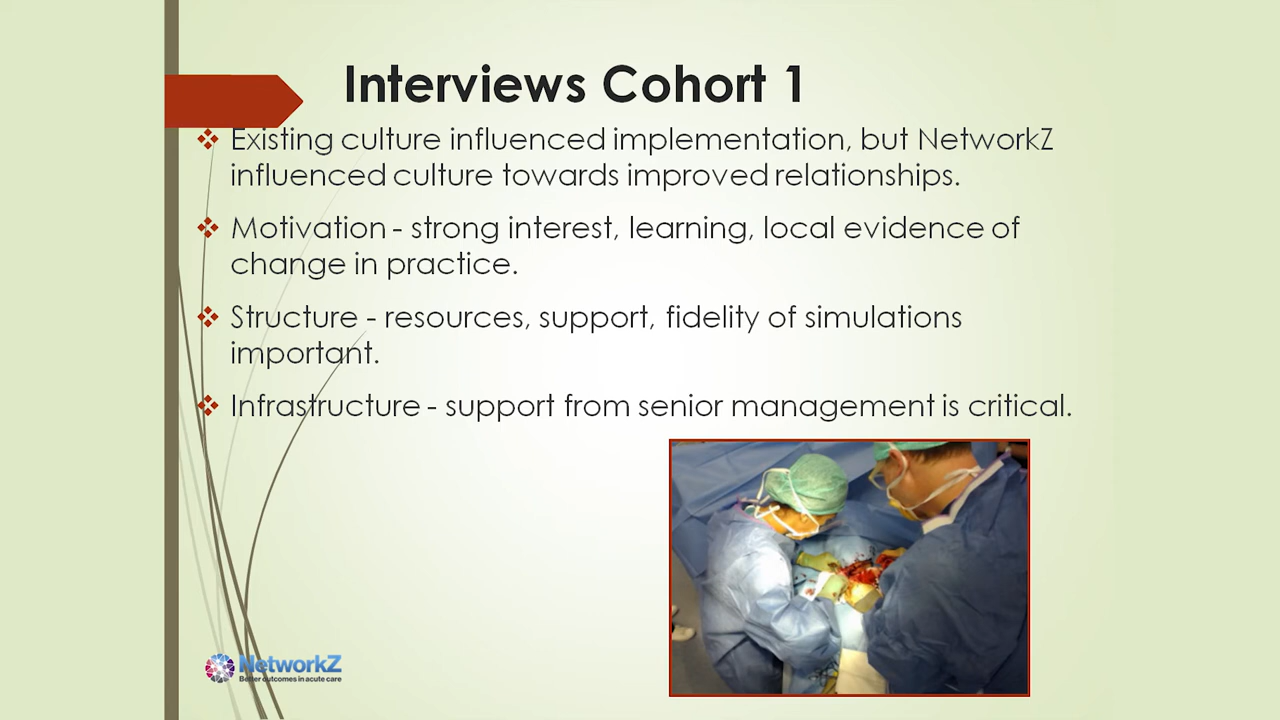 Interviews Cohort 1
Existing culture influenced implementation, but NetworkZ
influenced culture towards improved relationships.
Motivation - strong interest, learning, local evidence of
change in practice.
Structure - resources, support, fidelity of simulations
important.
Infrastructure - support from senior management is critical.
NetworkZ
Better outcomes in acute care